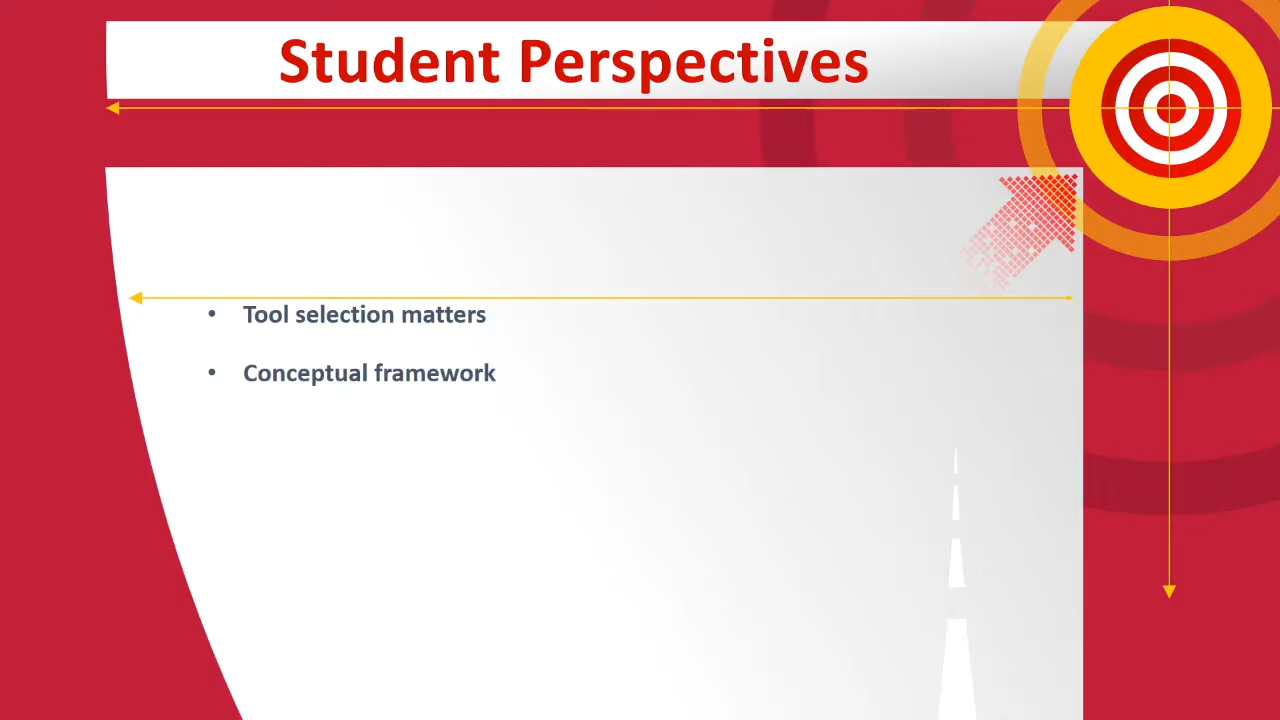 Student Perspectives
• Tool selection matters
• Conceptual framework